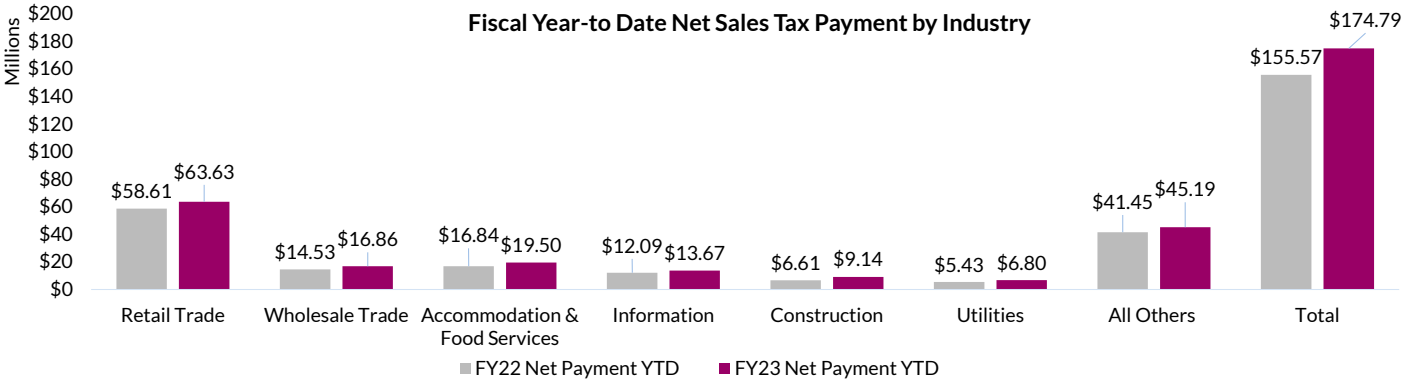 Fiscal Year-to Date Net Sales Tax Payment by Industry
Millions
$200
$180
$160
$140
$120
$100
$80
$60
$40
$20
$0
$58.61 $63.63
$14.53 $16.86
$16.84 $19.50
$12.09 $13.67
$6.61 $9.14
$5.43 $6.80
$41.45 $45.19
$155.57 $174.79
Retail Trade
Wholesale Trade
Accommodation &
Food Services
Information
Construction
Utilities
All Others
Total
FY22 Net Payment YTD
FY23 Net Payment YTD